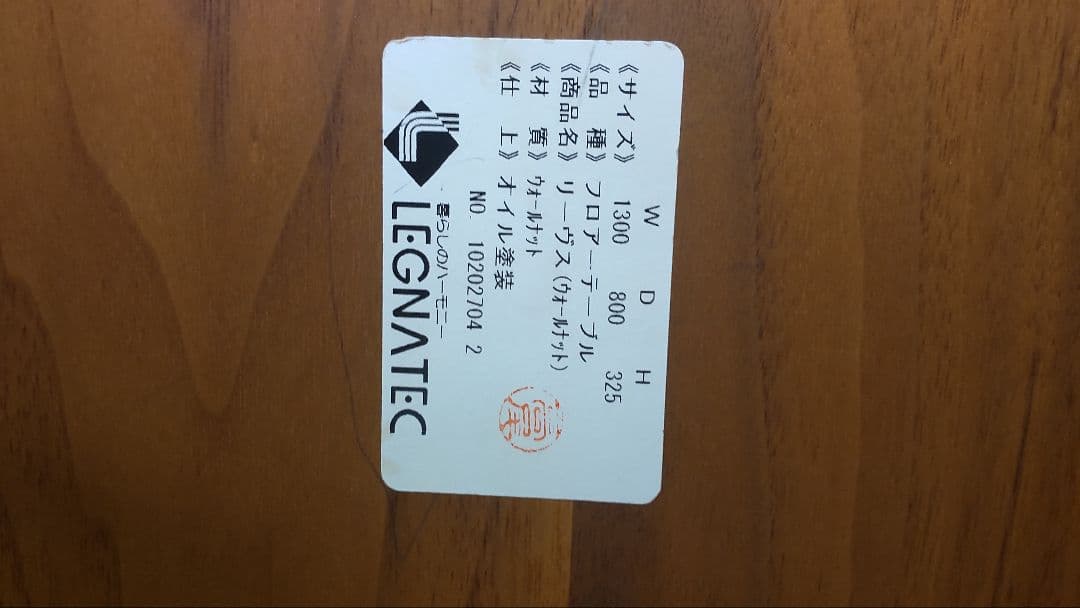 W D H
《サイズ》 1300 800 325
《品 種》 フロアーテーブル
《商品名》 リーヴス(ウォールナット)
《材 質》 ウォールナット
《仕 上》 オイル塗装
NO. 10202704 2
暮らしのハーモニー
LEGNATEC